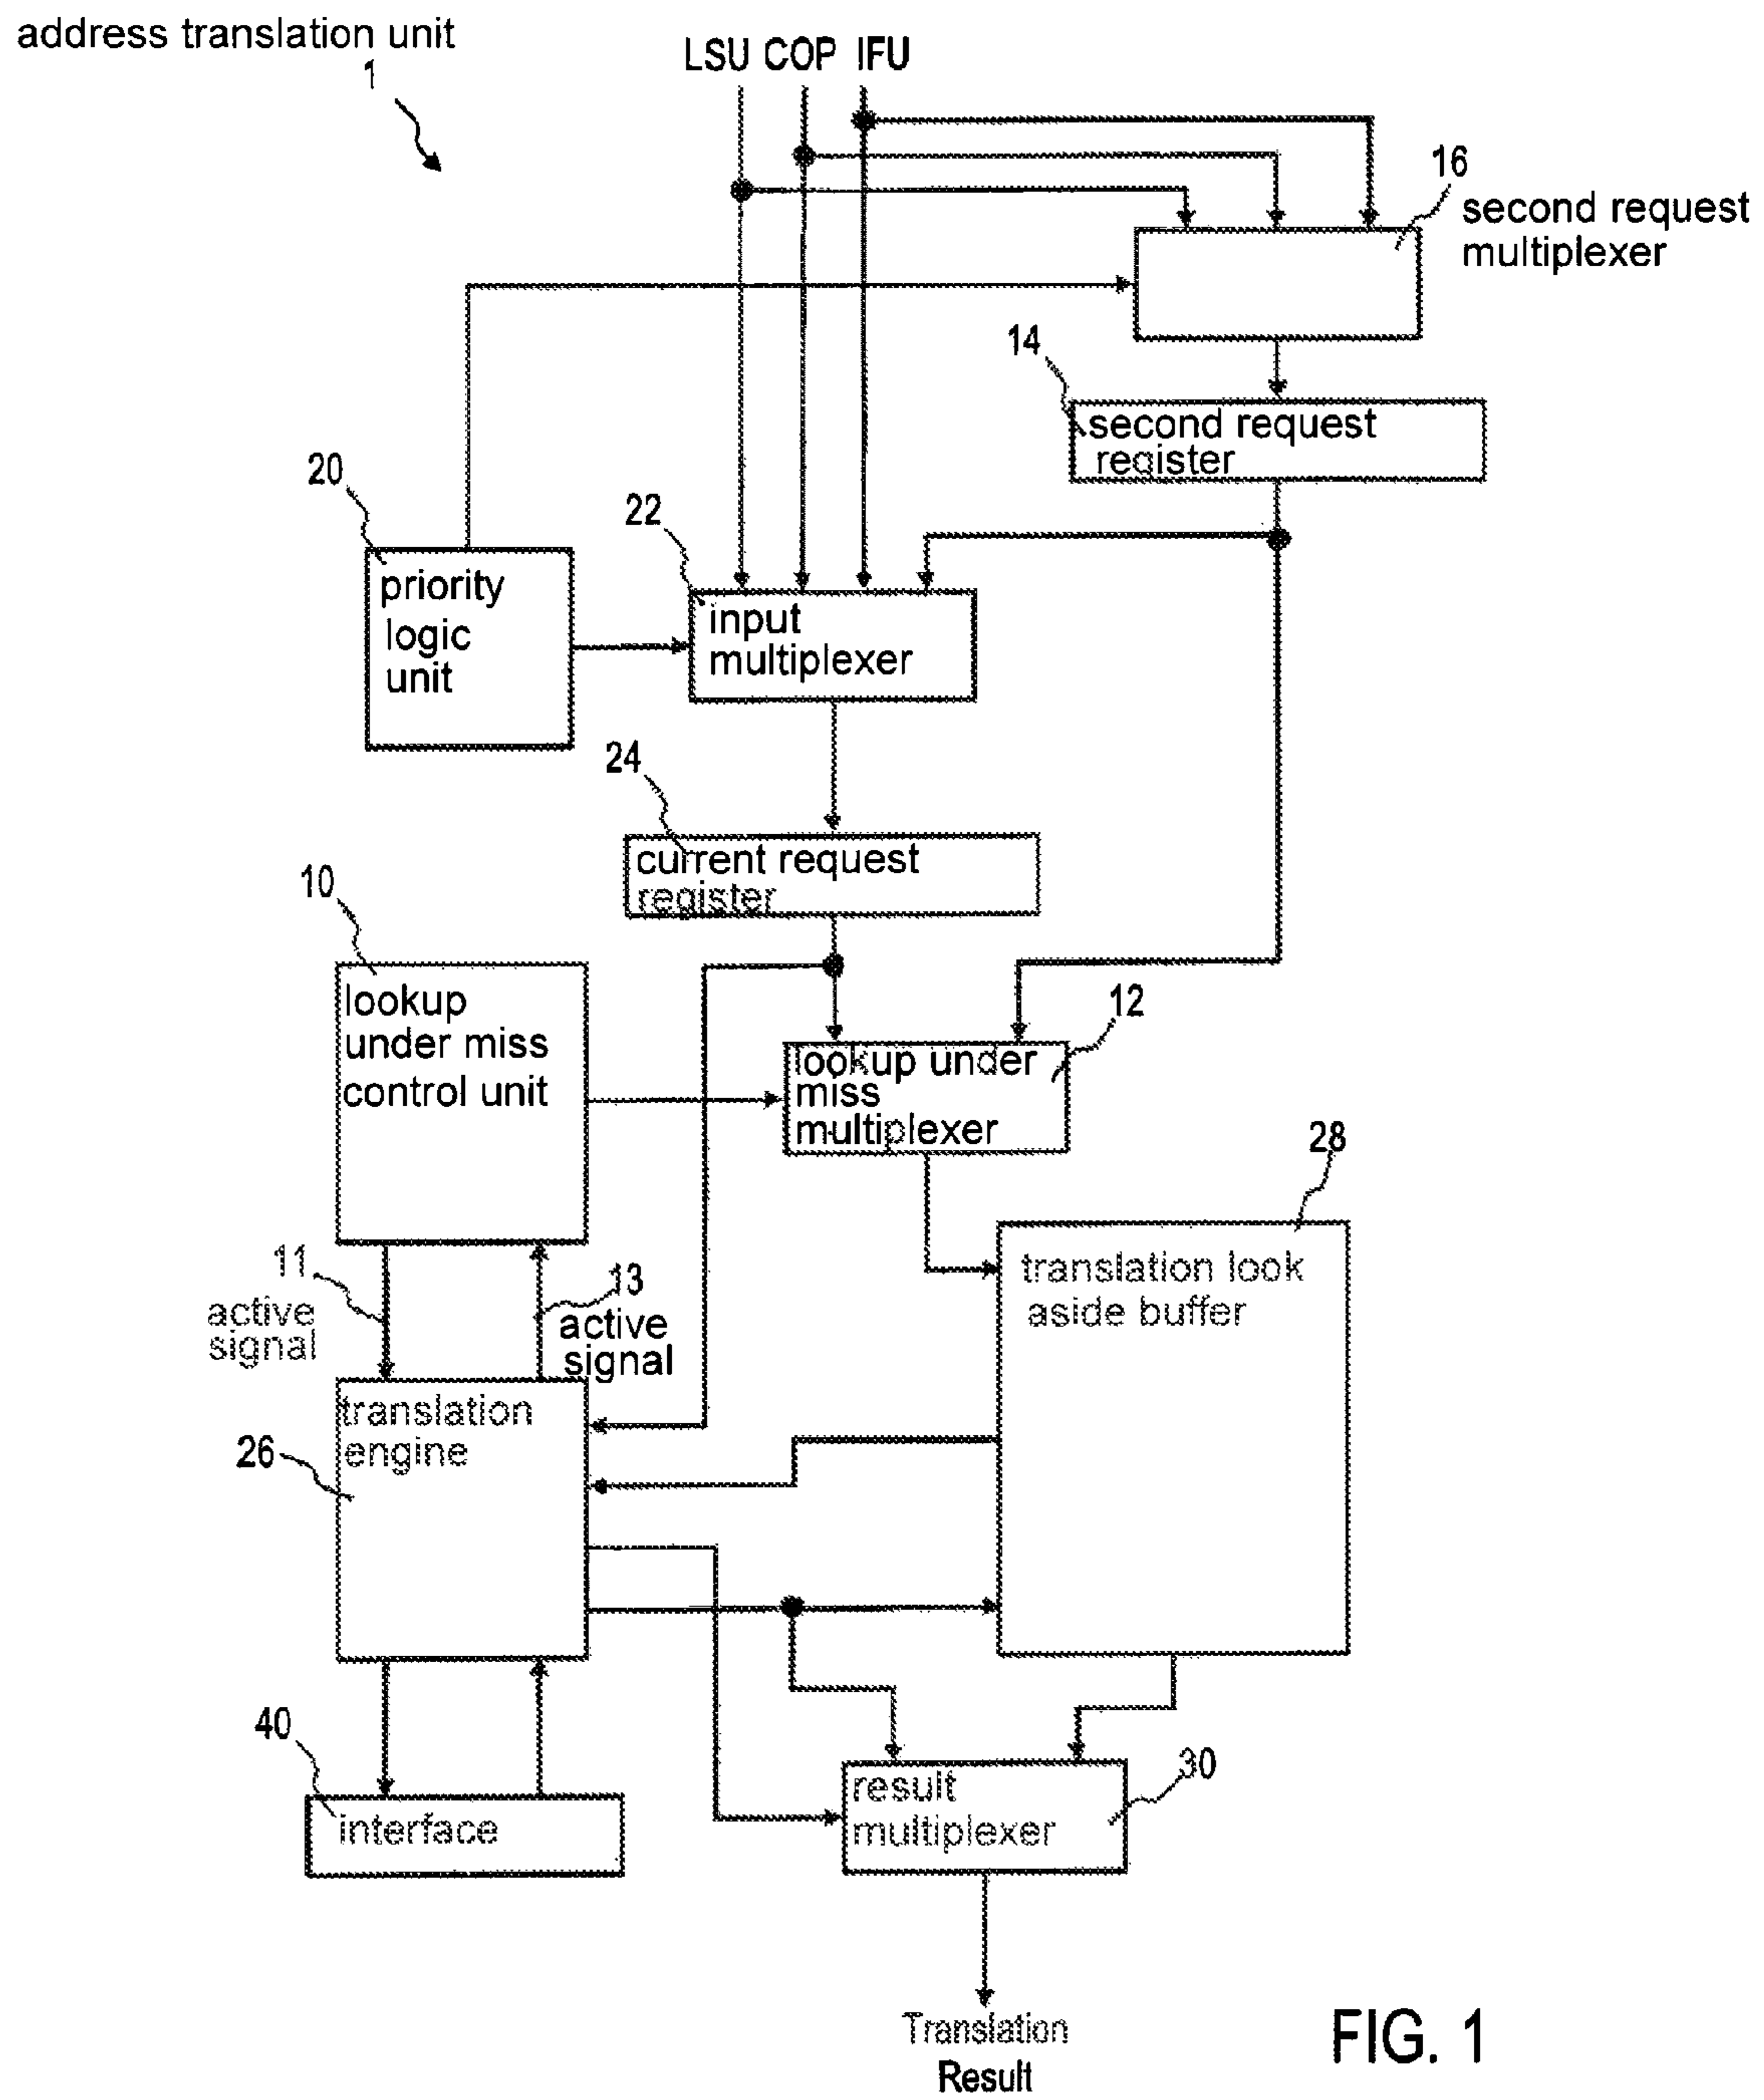 address translation unit
1
LSU COP IFU
16
second request
multiplexer
14
second request
register
20
22
priority
logic
unit
input
multiplexer
24
current request
register
10
lookup
under miss
control unit
12
lookup under
miss
multiplexer
28
translation look
aside buffer
11
active
signal
13
active
signal
translation
engine
26
40
interface
30
result
multiplexer
Translation
Result
FIG. 1